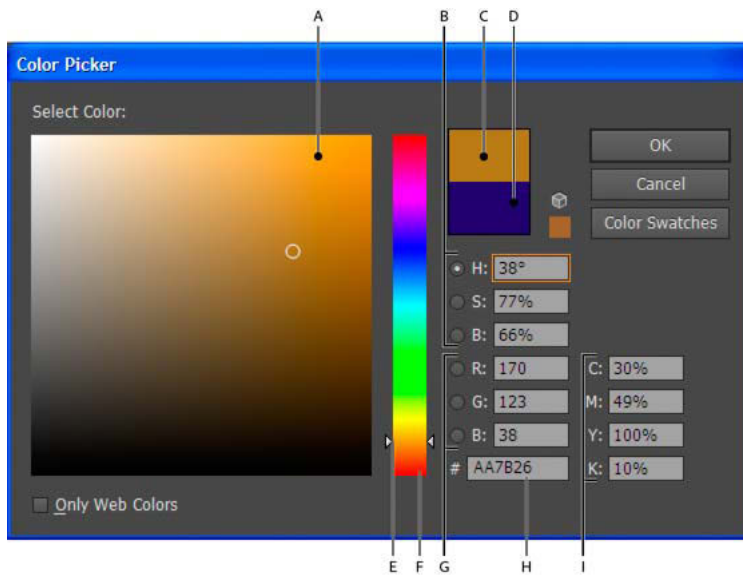 A B C D
Color Picker
Select Color:
OK
Cancel
Color Swatches
H: 38°
S: 77%
B: 66%
R: 170 C: 30%
G: 123 M: 49%
B: 38 Y: 100%
# AA7B26 K: 10%
Only Web Colors
E F G H I